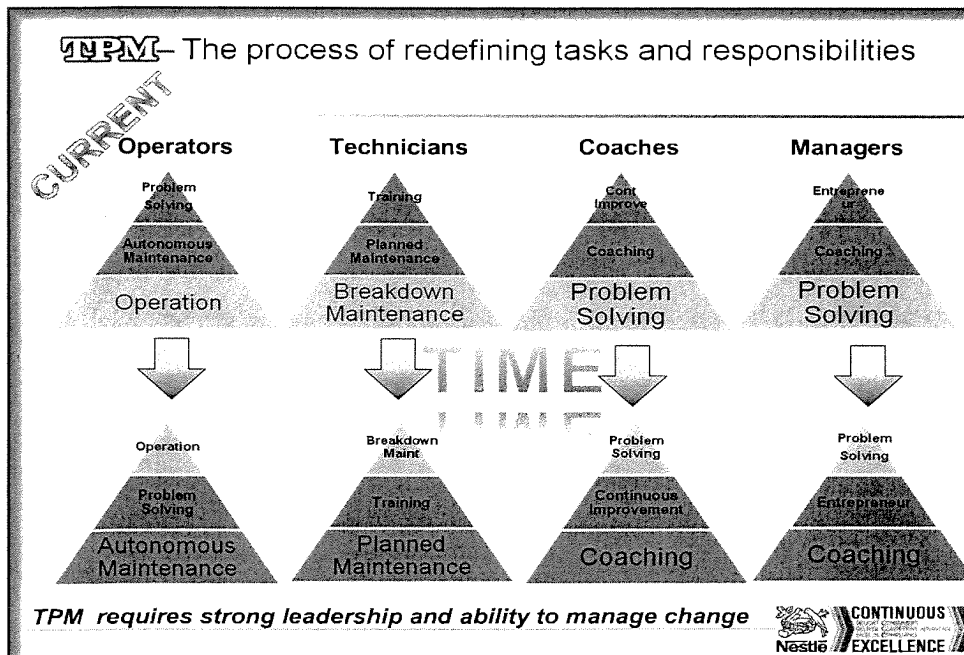 TPM – The process of redefining tasks and responsibilities
CURRENT
Operators
Technicians
Coaches
Managers
Problem
Solving
Autonomous
Maintenance
Operation
Training
Planned
Maintenance
Breakdown
Maintenance
Cont
Improve
Coaching
Problem
Solving
Entreprene
ur
Coaching
Problem
Solving
TIME
Operation
Problem
Solving
Autonomous
Maintenance
Breakdown
Maint
Training
Planned
Maintenance
Problem
Solving
Continuous
Improvement
Coaching
Problem
Solving
Entrepreneur
Coaching
TPM requires strong leadership and ability to manage change
Nestlé
CONTINUOUS
EXCELLENCE